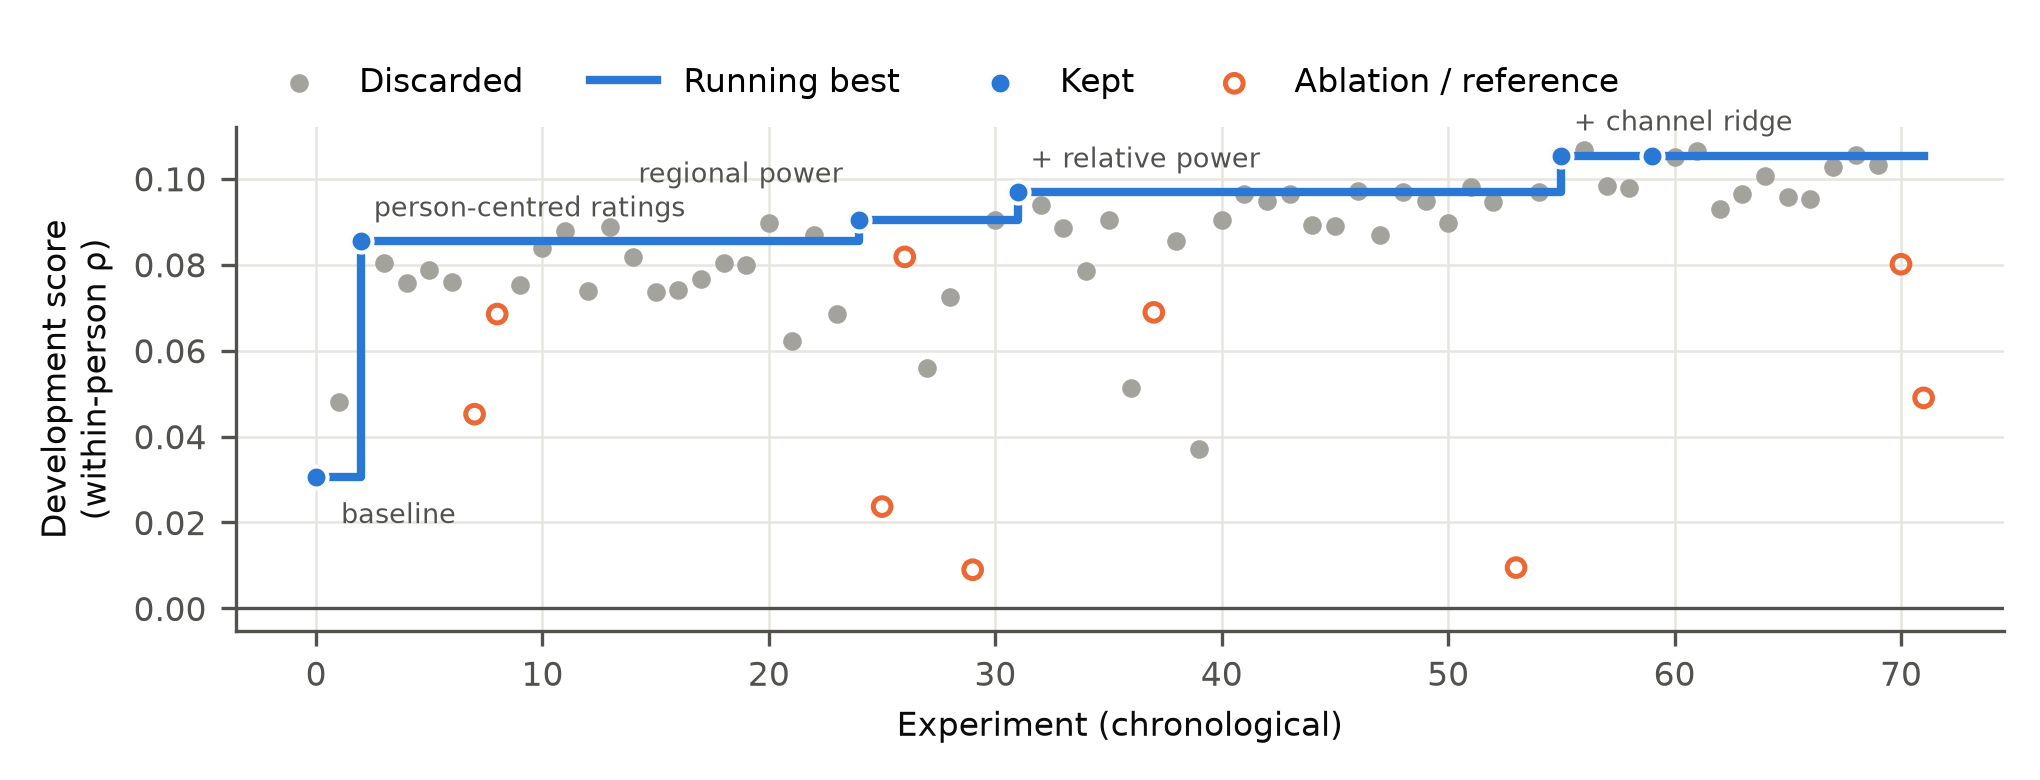 Discarded
Running best
Kept
Ablation / reference
+ channel ridge
+ relative power
regional power
person-centred ratings
baseline
Development score
(within-person ρ)
0.10
0.08
0.06
0.04
0.02
0.00
0
10
20
30
40
50
60
70
Experiment (chronological)